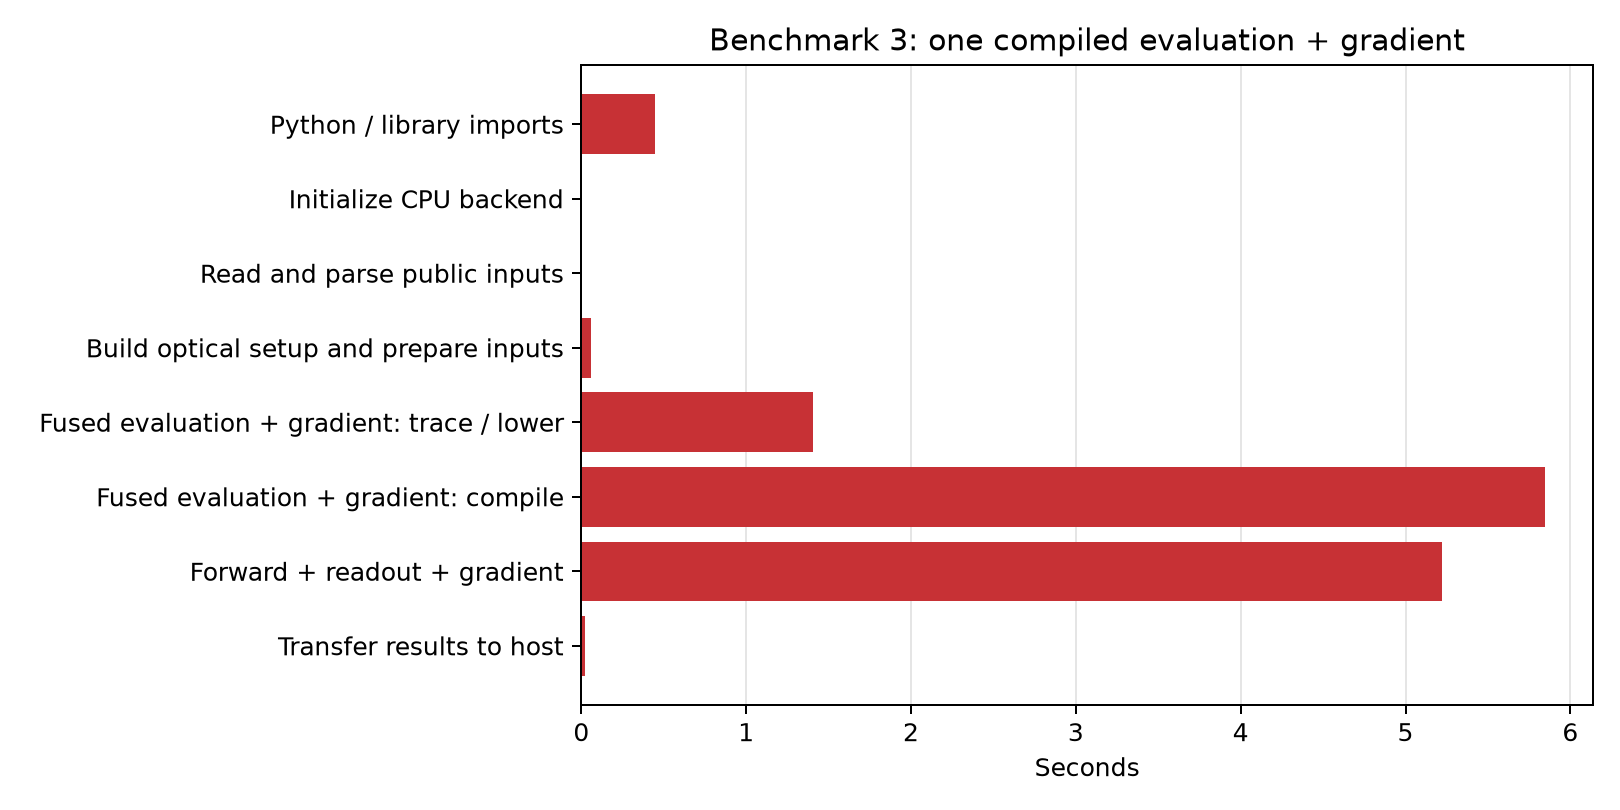 Benchmark 3: one compiled evaluation + gradient
Python / library imports
Initialize CPU backend
Read and parse public inputs
Build optical setup and prepare inputs
Fused evaluation + gradient: trace / lower
Fused evaluation + gradient: compile
Forward + readout + gradient
Transfer results to host
0 1 2 3 4 5 6
Seconds